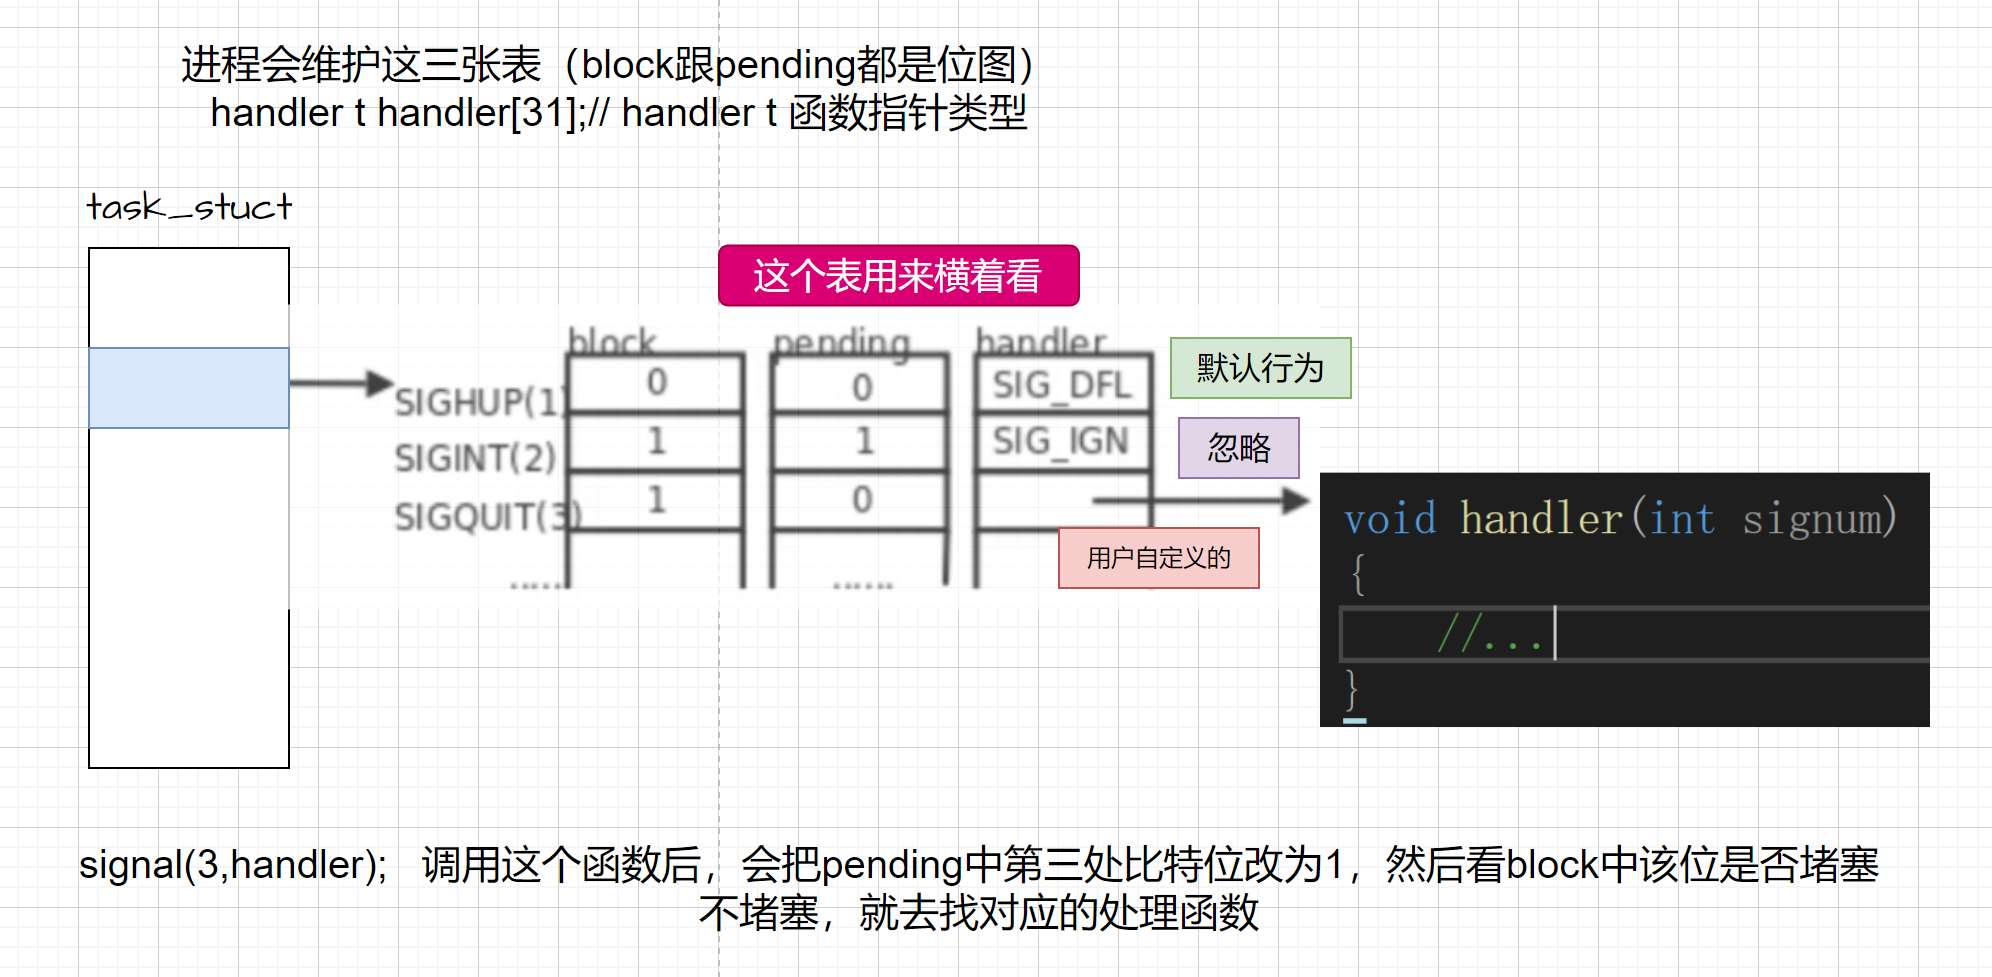 进程会维护这三张表（block跟pending都是位图）
handler t handler[31];// handler t 函数指针类型
task_stuct
这个表用来横着看
block pending handler
SIGHUP(1) 0 0 SIG_DFL 默认行为
SIGINT(2) 1 1 SIG_IGN 忽略
SIGQUIT(3) 1 0
用户自定义的
...... ......
void handler(int signum)
{
//...
}
signal(3,handler); 调用这个函数后，会把pending中第三处比特位改为1，然后看block中该位是否堵塞
不堵塞，就去找对应的处理函数